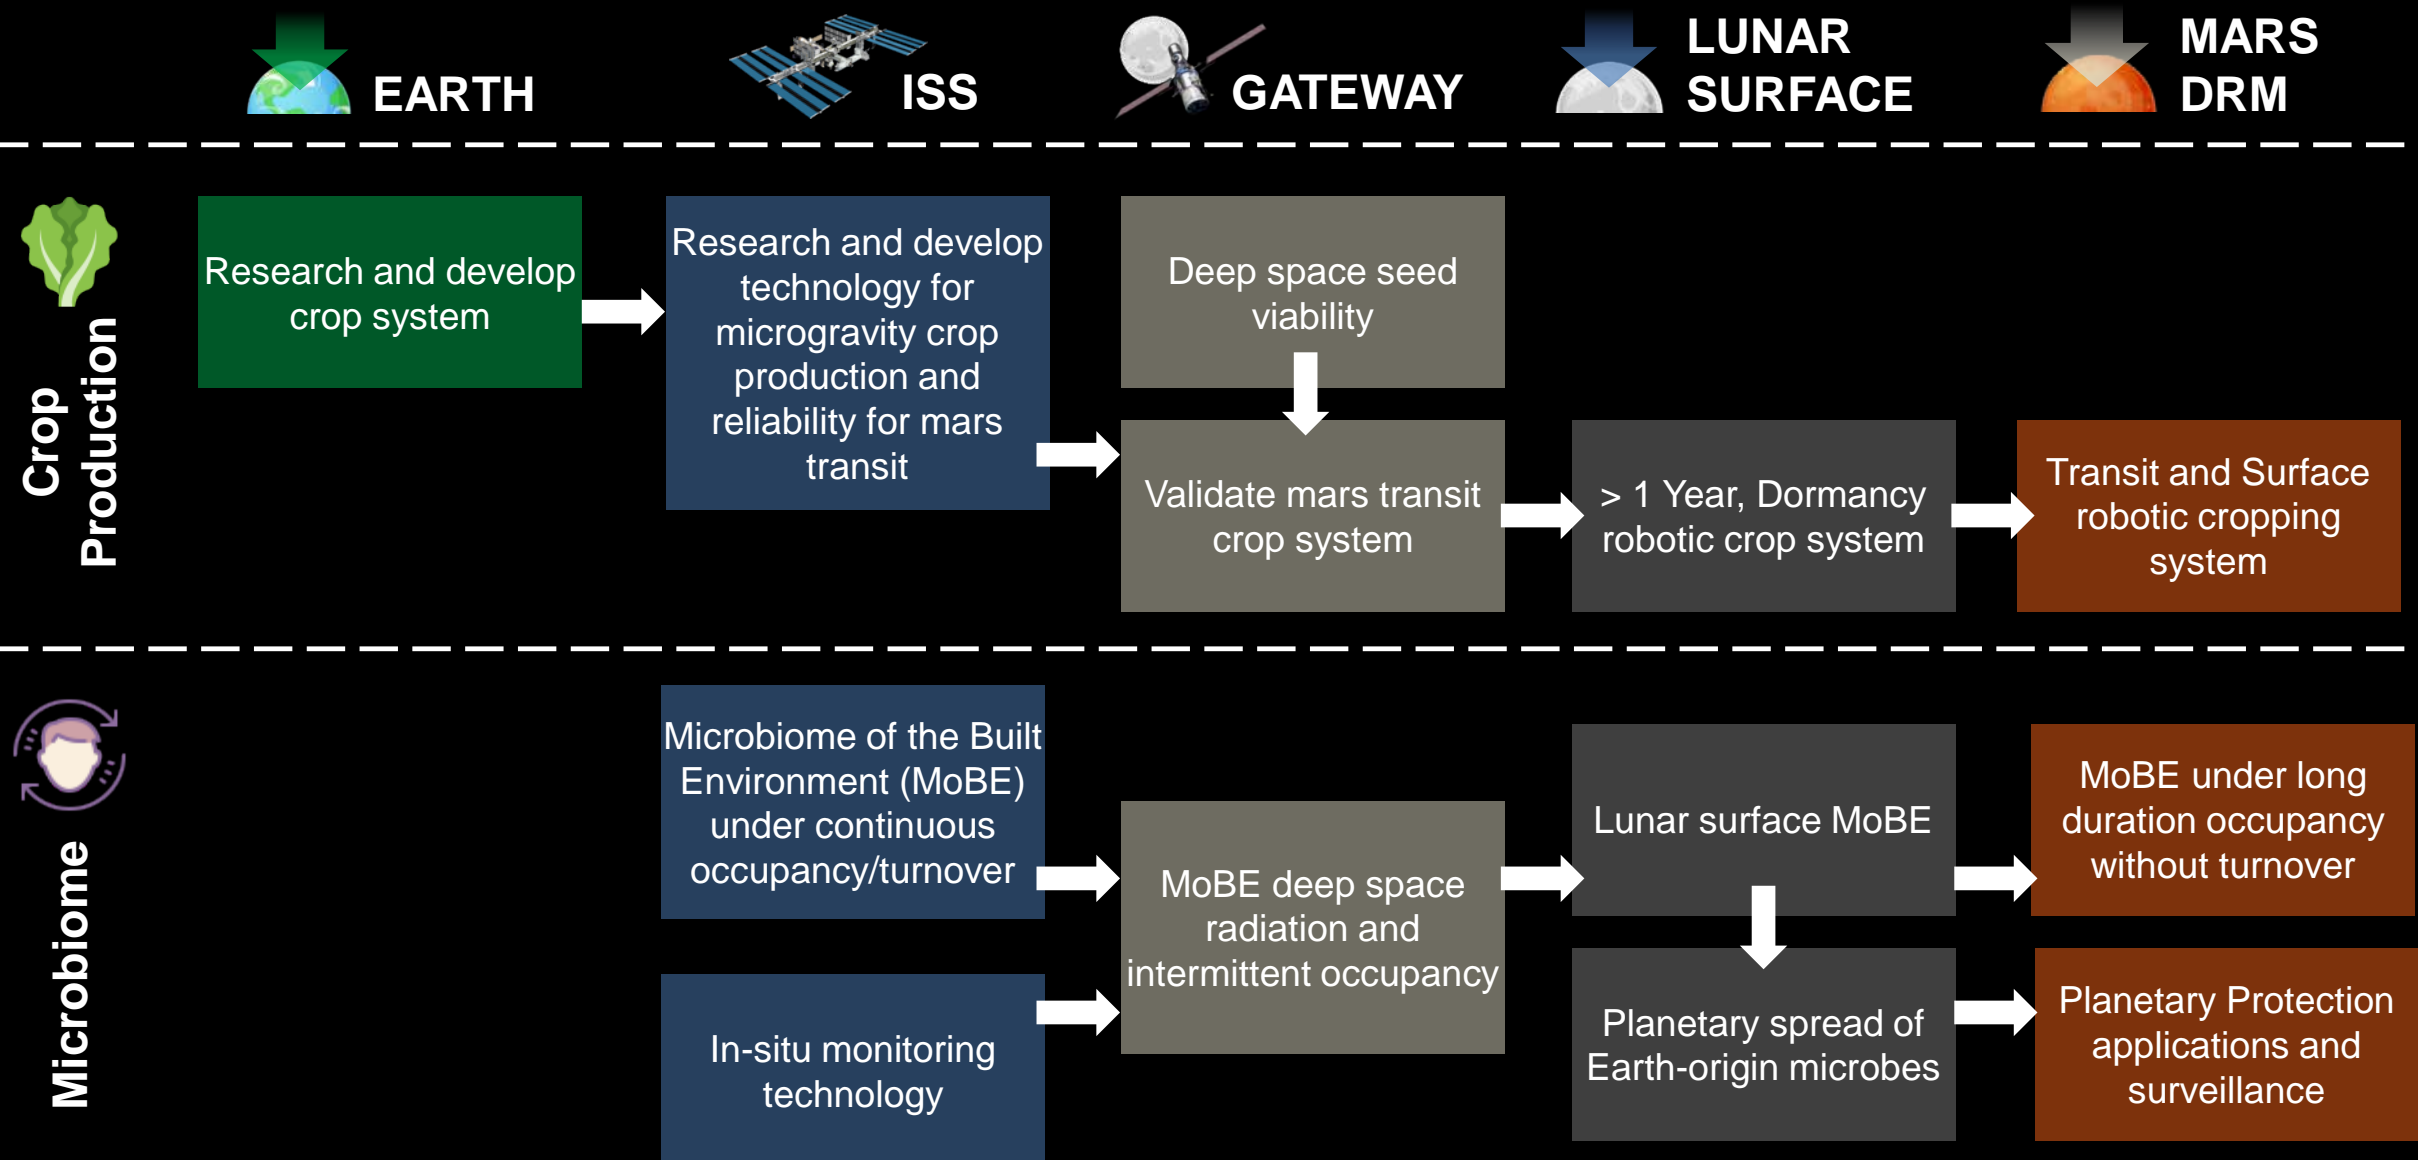 EARTH
ISS
GATEWAY
LUNAR
SURFACE
MARS
DRM
Crop
Production
Research and develop
crop system
Research and develop
technology for
microgravity crop
production and
reliability for mars
transit
Deep space seed
viability
Validate mars transit
crop system
> 1 Year, Dormancy
robotic crop system
Transit and Surface
robotic cropping
system
Microbiome
Microbiome of the Built
Environment (MoBE)
under continuous
occupancy/turnover
In-situ monitoring
technology
MoBE deep space
radiation and
intermittent occupancy
Lunar surface MoBE
Planetary spread of
Earth-origin microbes
MoBE under long
duration occupancy
without turnover
Planetary Protection
applications and
surveillance